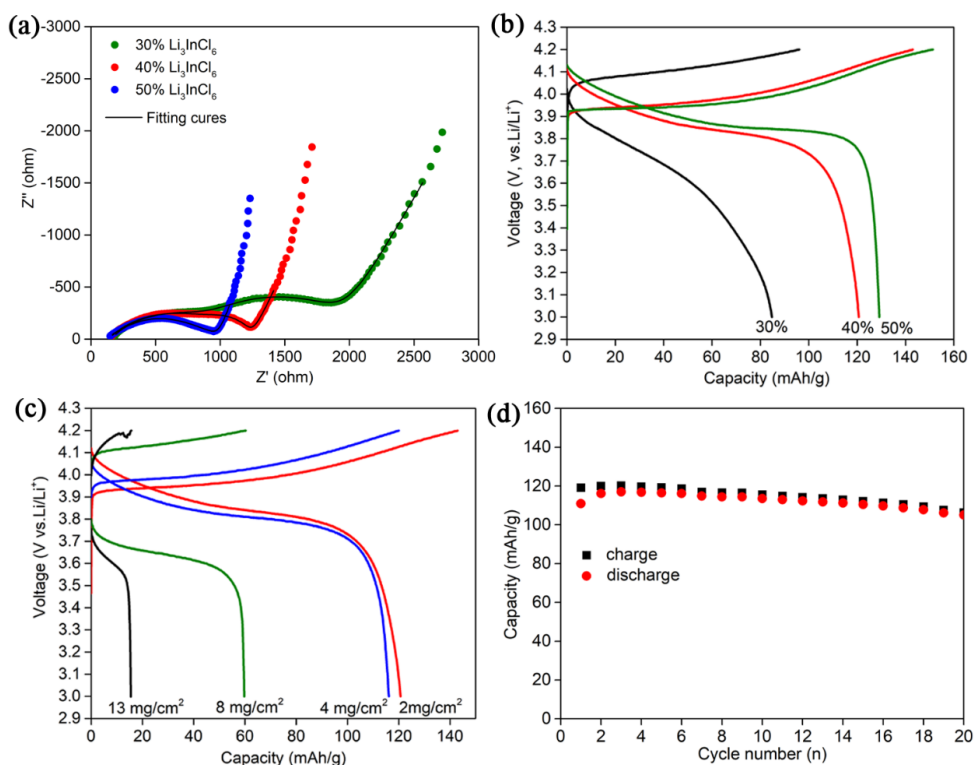 (a)
-3000
-2500
-2000
-1500
-1000
-500
0
Z'' (ohm)
30% Li₃InCl₆
40% Li₃InCl₆
50% Li₃InCl₆
Fitting cures
0 500 1000 1500 2000 2500 3000
Z' (ohm)
(b)
4.3
4.2
4.1
4.0
3.9
3.8
3.7
3.6
3.5
3.4
3.3
3.2
3.1
3.0
2.9
Voltage (V, vs.Li/Li⁺)
30% 40% 50%
0 20 40 60 80 100 120 140 160
Capacity (mAh/g)
(c)
4.3
4.2
4.1
4.0
3.9
3.8
3.7
3.6
3.5
3.4
3.3
3.2
3.1
3.0
2.9
Voltage (V vs.Li/Li⁺)
13 mg/cm² 8 mg/cm² 4 mg/cm² 2mg/cm²
0 20 40 60 80 100 120 140
Capacity (mAh/g)
(d)
160
140
120
100
80
60
40
20
0
Capacity (mAh/g)
charge
discharge
0 2 4 6 8 10 12 14 16 18 20
Cycle number (n)